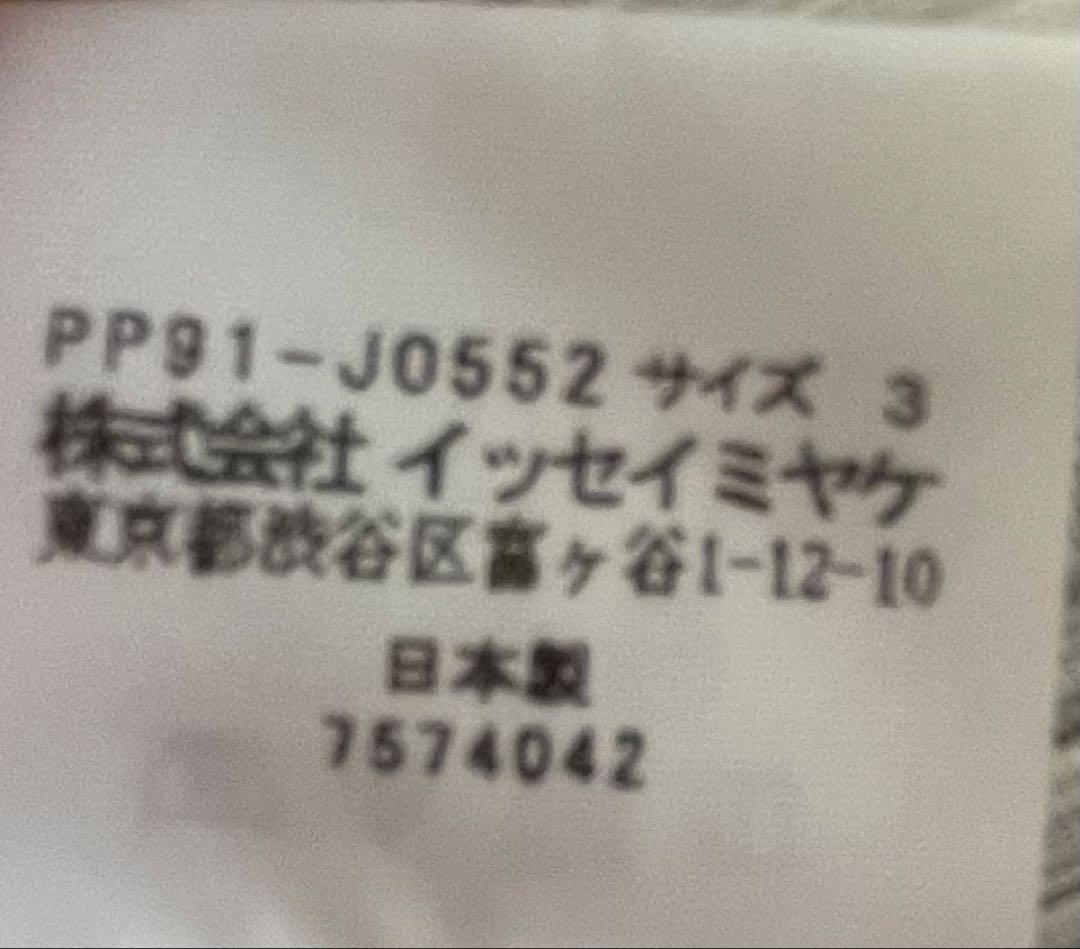 PP91-J0552 サイズ 3
株式会社 イッセイミヤケ
東京都渋谷区富ヶ谷1-12-10
日本製
7574042